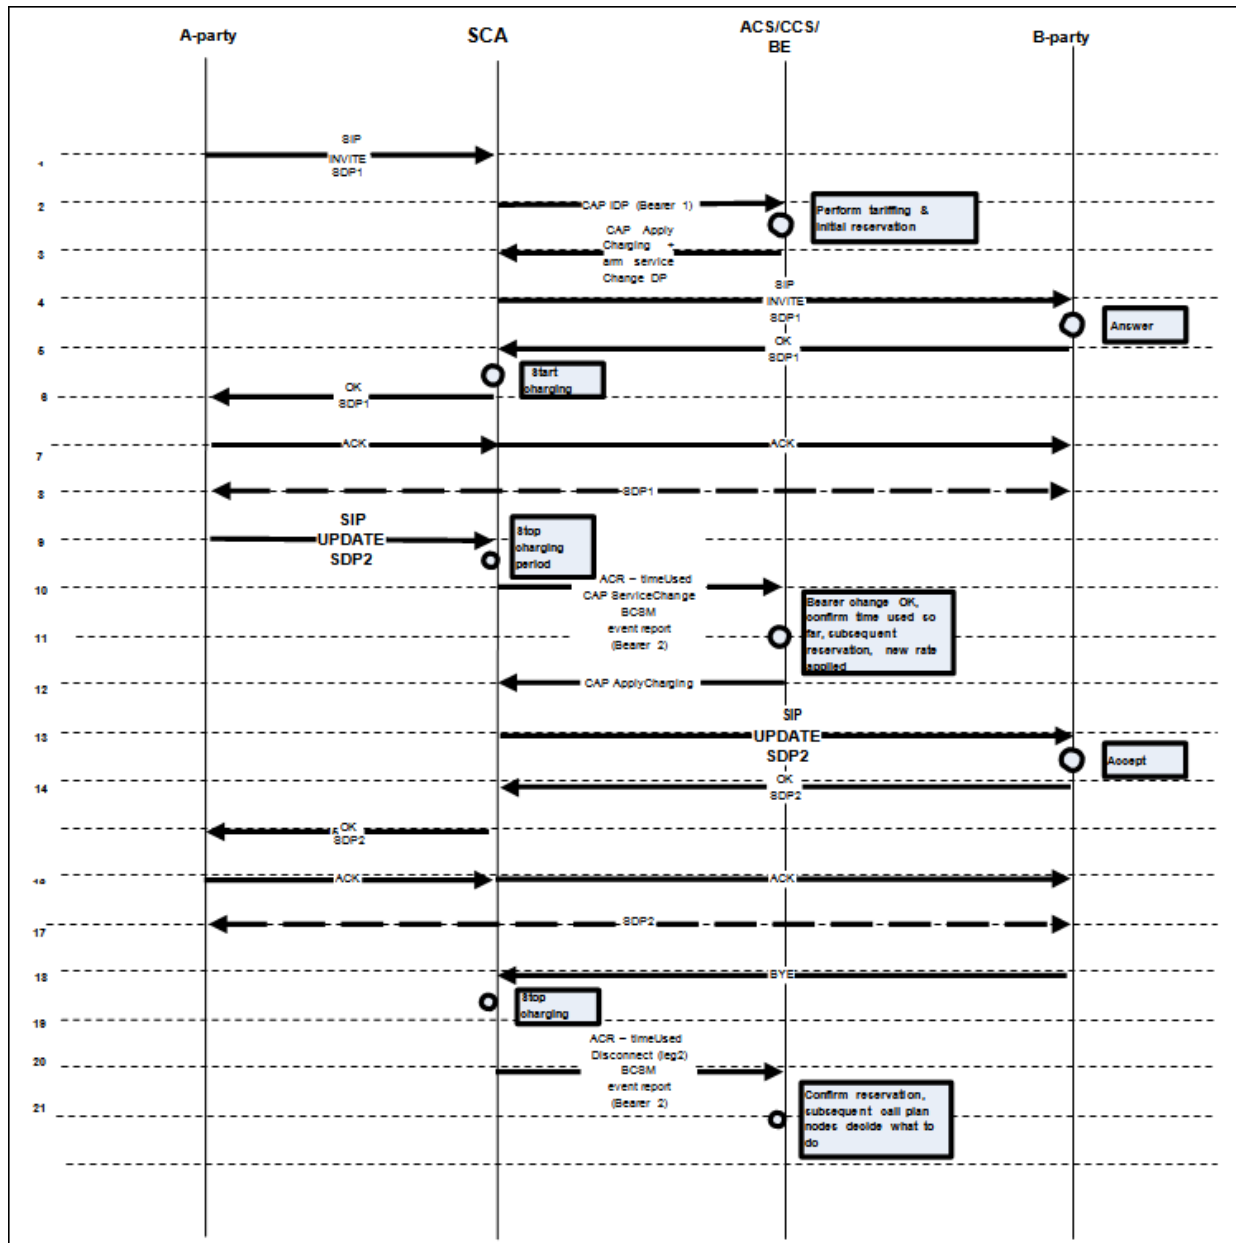 A-party
SCA
ACS/CCS/
BE
B-party
SIP
INVITE
SDP1
1
2
CAP IDP (Bearer 1)
Perform tariffing &
initial reservation
CAP Apply
Charging +
arm service
Change DP
3
4
SIP
INVITE
SDP1
Answer
5
OK
SDP1
Start
charging
6
OK
SDP1
7
ACK
ACK
8
SDP1
9
SIP
UPDATE
SDP2
Stop
charging
period
10
ACR – timeUsed
CAP ServiceChange
BCSM
event report
(Bearer 2)
11
Bearer change OK,
confirm time used so
far, subsequent
reservation, new rate
applied
12
CAP ApplyCharging
13
SIP
UPDATE
SDP2
Accept
14
OK
SDP2
OK
SDP2
ACK
ACK
17
SDP2
18
BYE
Stop
charging
19
20
ACR – timeUsed
Disconnect (leg2)
BCSM
event report
(Bearer 2)
21
Confirm reservation,
subsequent call plan
nodes decide what to
do